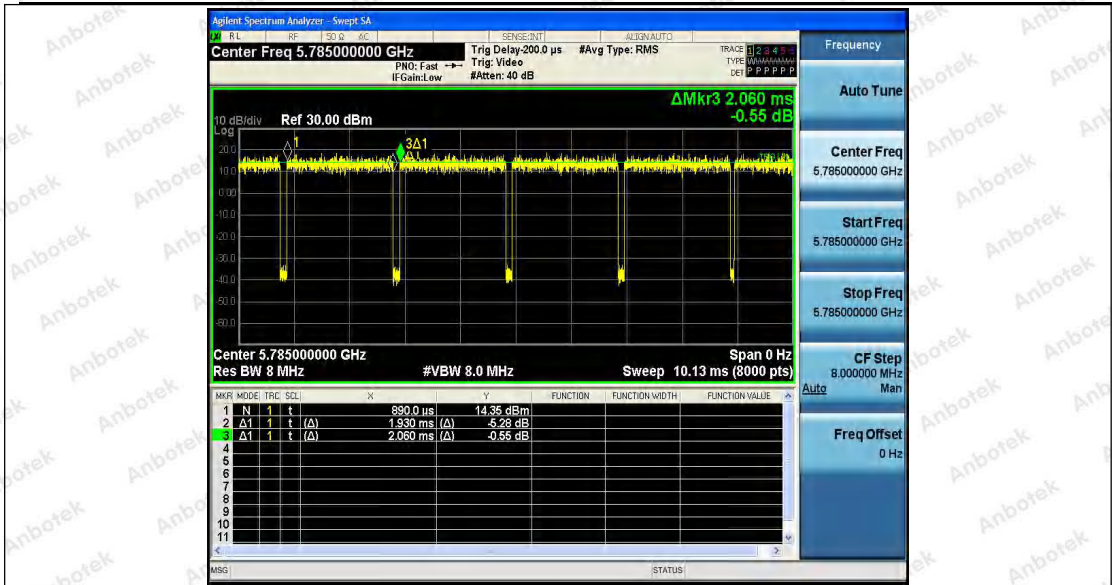 Agilent Spectrum Analyzer - Swept SA
RL RF 50 Ω AC SENSE:INT ALIGNAUTO
Center Freq 5.785000000 GHz
PNO: Fast
IFGain:Low
Trig Delay-200.0 µs
Trig: Video
#Atten: 40 dB
#Avg Type: RMS
TRACE 1 2 3 4 5 6
TYPE
DET P P P P P P
ΔMkr3 2.060 ms
-0.55 dB
10 dB/div Ref 30.00 dBm
Log
20.0
10.0
0.00
-10.0
-20.0
-30.0
-40.0
-50.0
-60.0
1
3Δ1
Center 5.785000000 GHz Span 0 Hz
Res BW 8 MHz #VBW 8.0 MHz Sweep 10.13 ms (8000 pts)
MKR MODE TRC SCL X Y FUNCTION FUNCTION WIDTH FUNCTION VALUE
1 N 1 t 890.0 µs 14.35 dBm
2 Δ1 1 t (Δ) 1.930 ms (Δ) -5.28 dB
3 Δ1 1 t (Δ) 2.060 ms (Δ) -0.55 dB
4
5
6
7
8
9
10
11
MSG STATUS
Frequency
Auto Tune
Center Freq
5.785000000 GHz
Start Freq
5.785000000 GHz
Stop Freq
5.785000000 GHz
CF Step
8.000000 MHz
Auto Man
Freq Offset
0 Hz
Anbotek